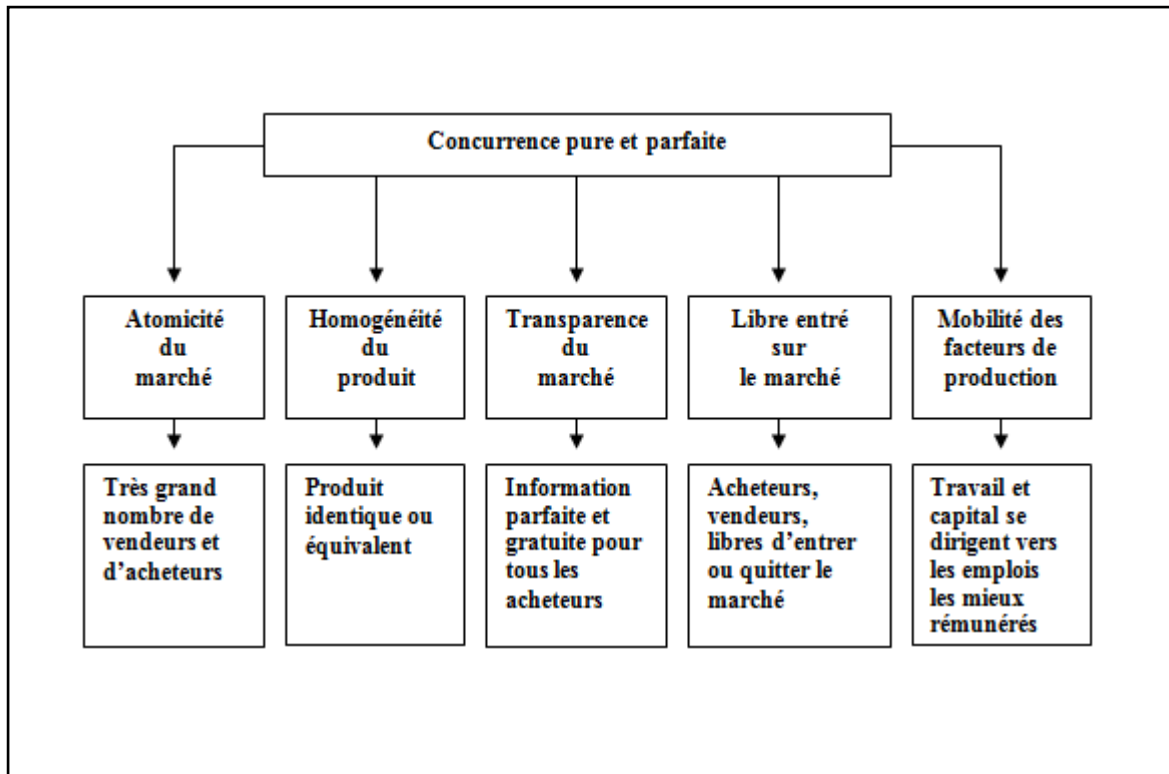 Concurrence pure et parfaite
Atomicité
du
marché
Homogénéité
du
produit
Transparence
du
marché
Libre entré
sur
le marché
Mobilité des
facteurs de
production
Très grand
nombre de
vendeurs et
d’acheteurs
Produit
identique ou
équivalent
Information
parfaite et
gratuite pour
tous les
acheteurs
Acheteurs,
vendeurs,
libres d’entrer
ou quitter le
marché
Travail et
capital se
dirigent vers
les emplois
les mieux
rémunérés